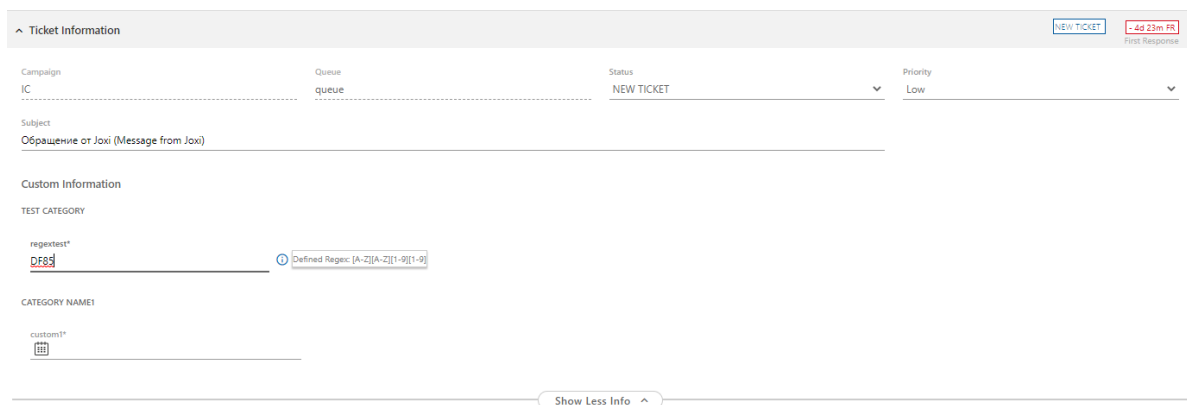 Ticket Information
NEW TICKET
- 4d 23m FR
First Response
Campaign
Queue
Status
Priority
IC
queue
NEW TICKET
Low
Subject
Обращение от Joxi (Message from Joxi)
Custom Information
TEST CATEGORY
regextest*
DF85
Defined Regex: [A-Z][A-Z][1-9][1-9]
CATEGORY NAME1
custom1*
Show Less Info